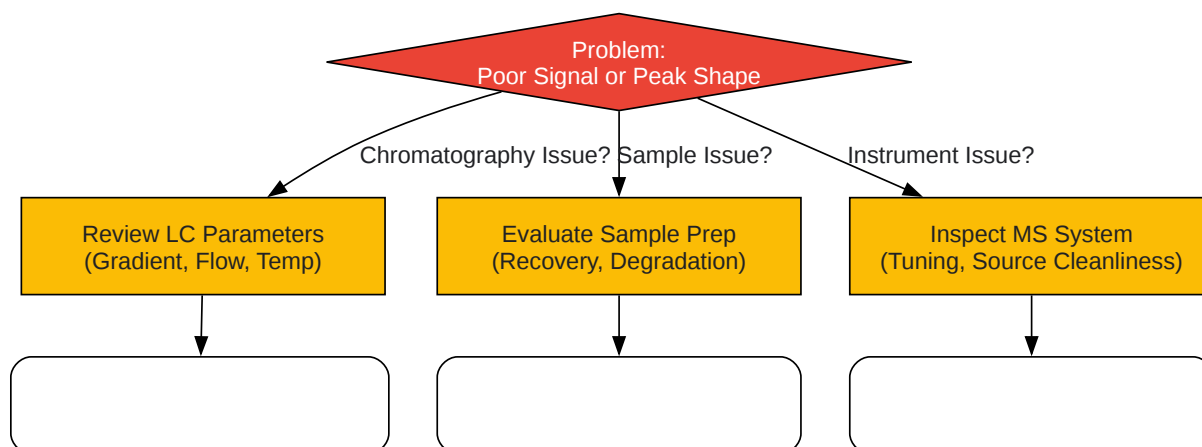 Problem:
Poor Signal or Peak Shape
Chromatography Issue?
Sample Issue?
Instrument Issue?
Review LC Parameters
(Gradient, Flow, Temp)
Evaluate Sample Prep
(Recovery, Degradation)
Inspect MS System
(Tuning, Source Cleanliness)